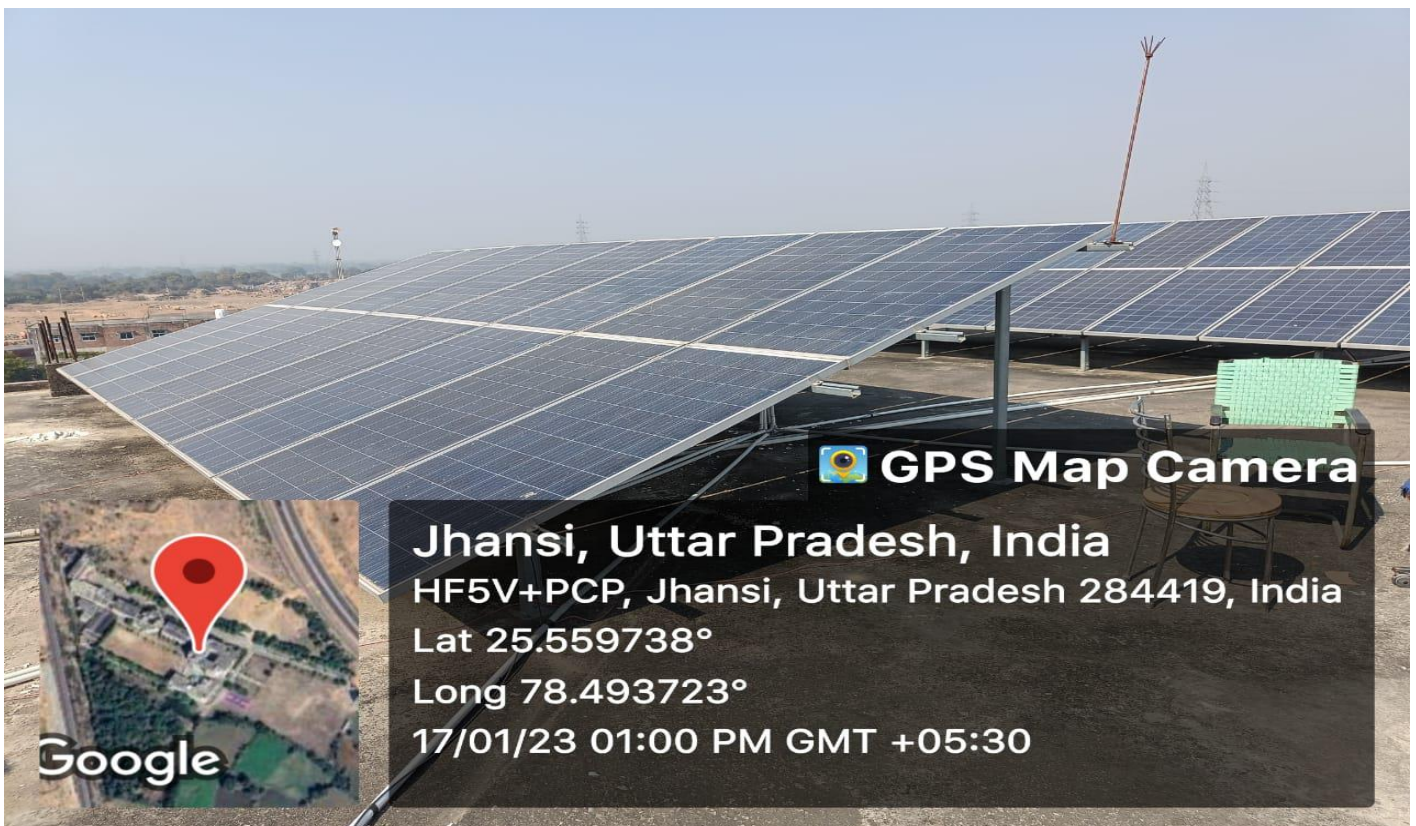 GPS Map Camera
Jhansi, Uttar Pradesh, India
HF5V+PCP, Jhansi, Uttar Pradesh 284419, India
Lat 25.559738°
Long 78.493723°
17/01/23 01:00 PM GMT +05:30
Google